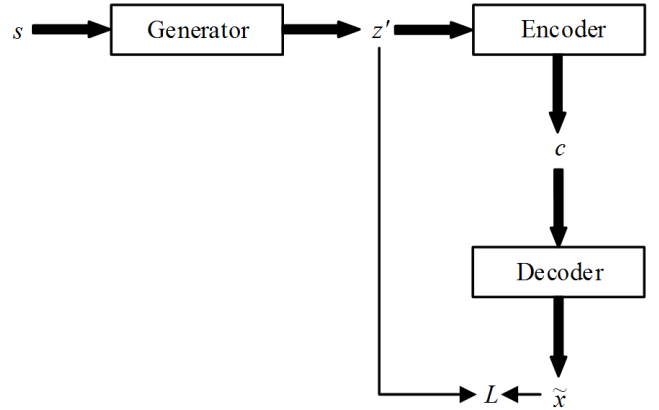 s Generator z′ Encoder
c
Decoder
L x̃